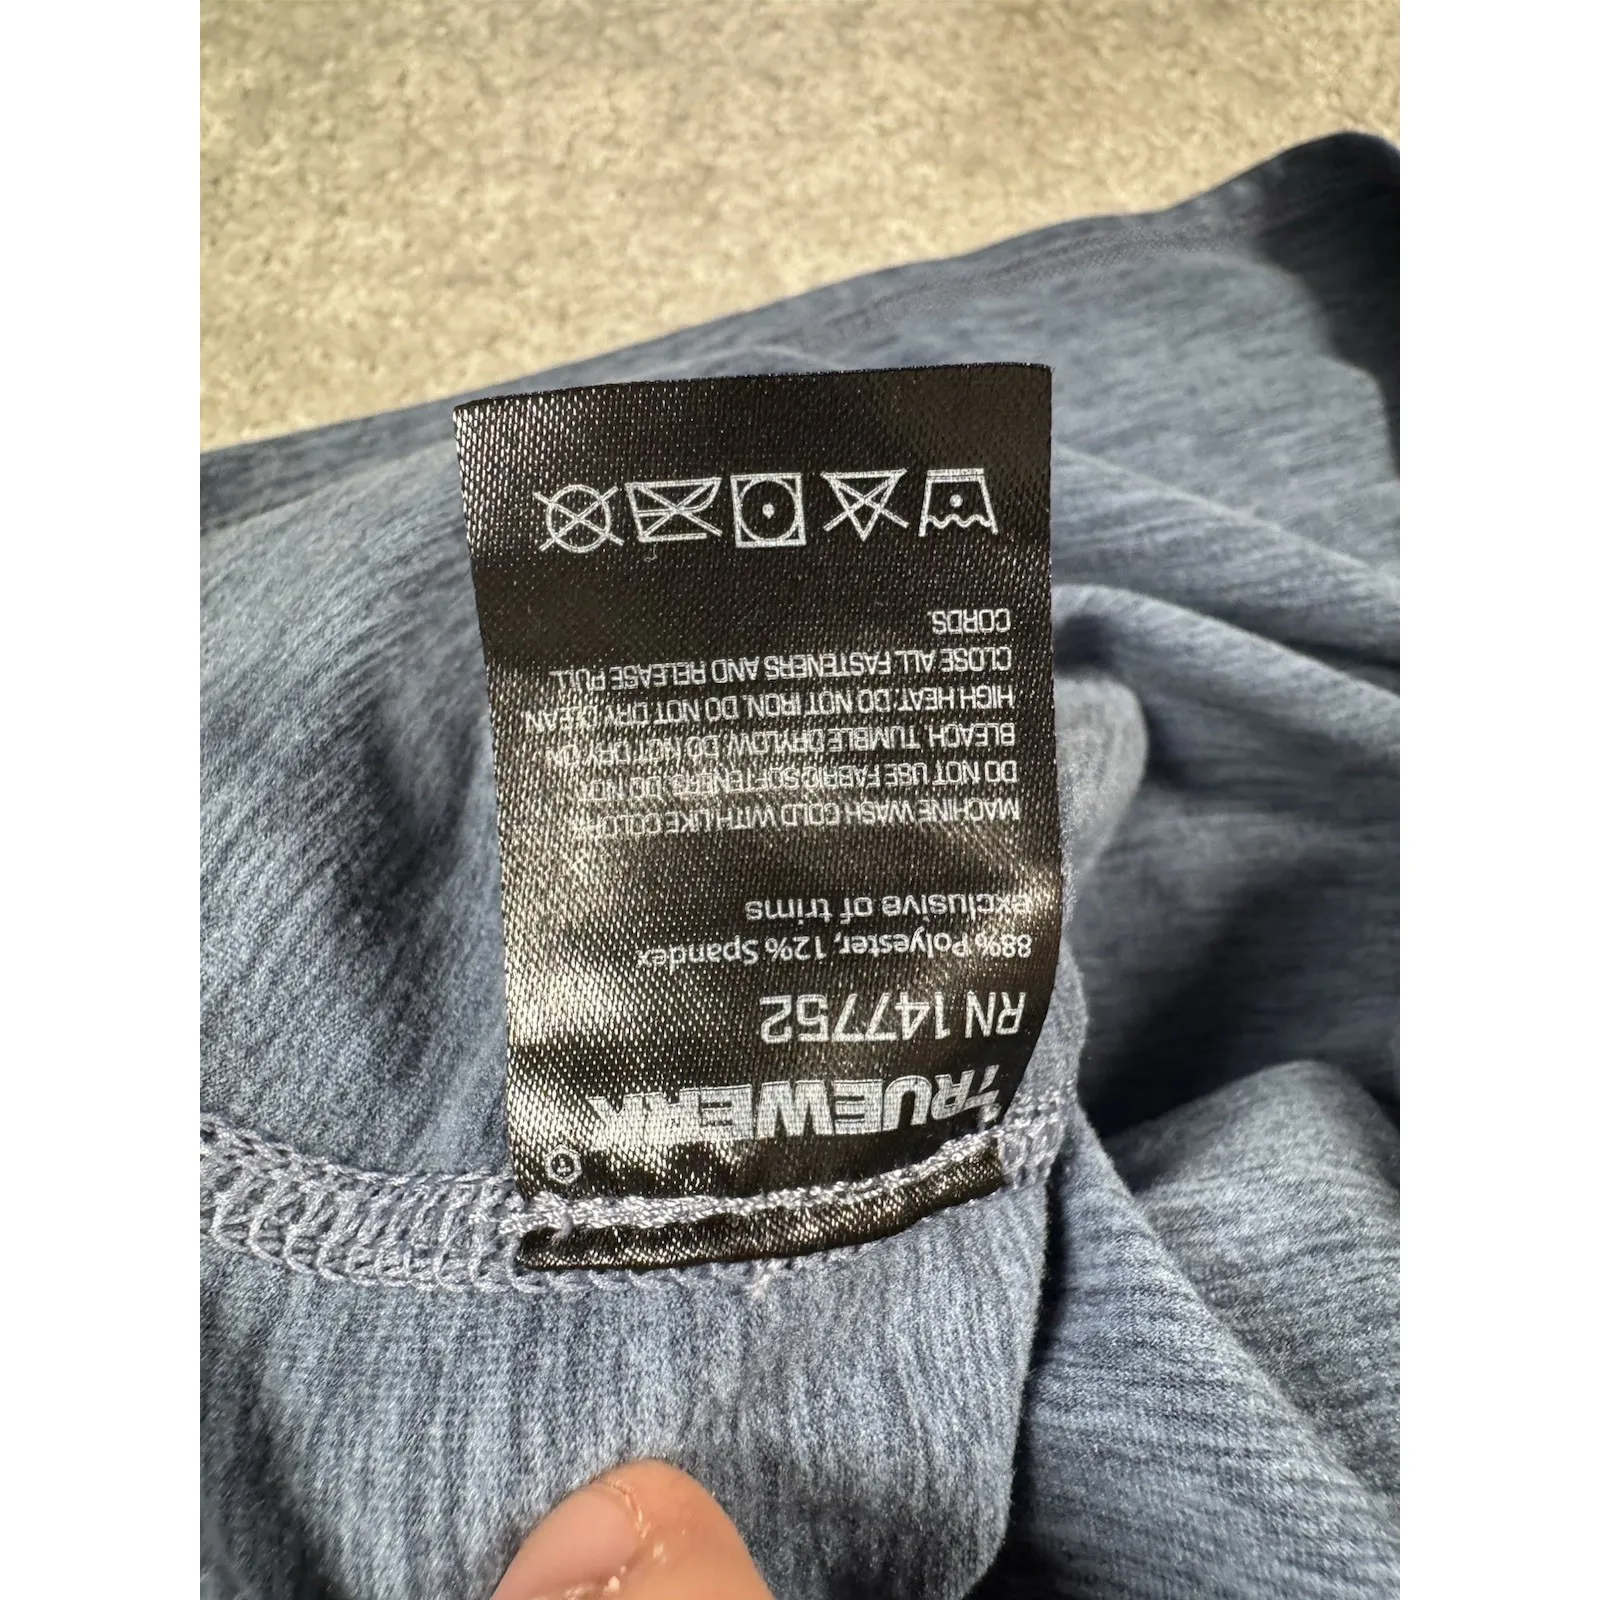 TRUEWERK
RN 147752
88% Polyester, 12% Spandex
exclusive of trims
MACHINE WASH COLD WITH LIKE COLORS.
DO NOT USE FABRIC SOFTENERS. DO NOT
BLEACH. TUMBLE DRY LOW. DO NOT DRY ON
HIGH HEAT. DO NOT IRON. DO NOT DRY CLEAN.
CLOSE ALL FASTENERS AND RELEASE PULL
CORDS.